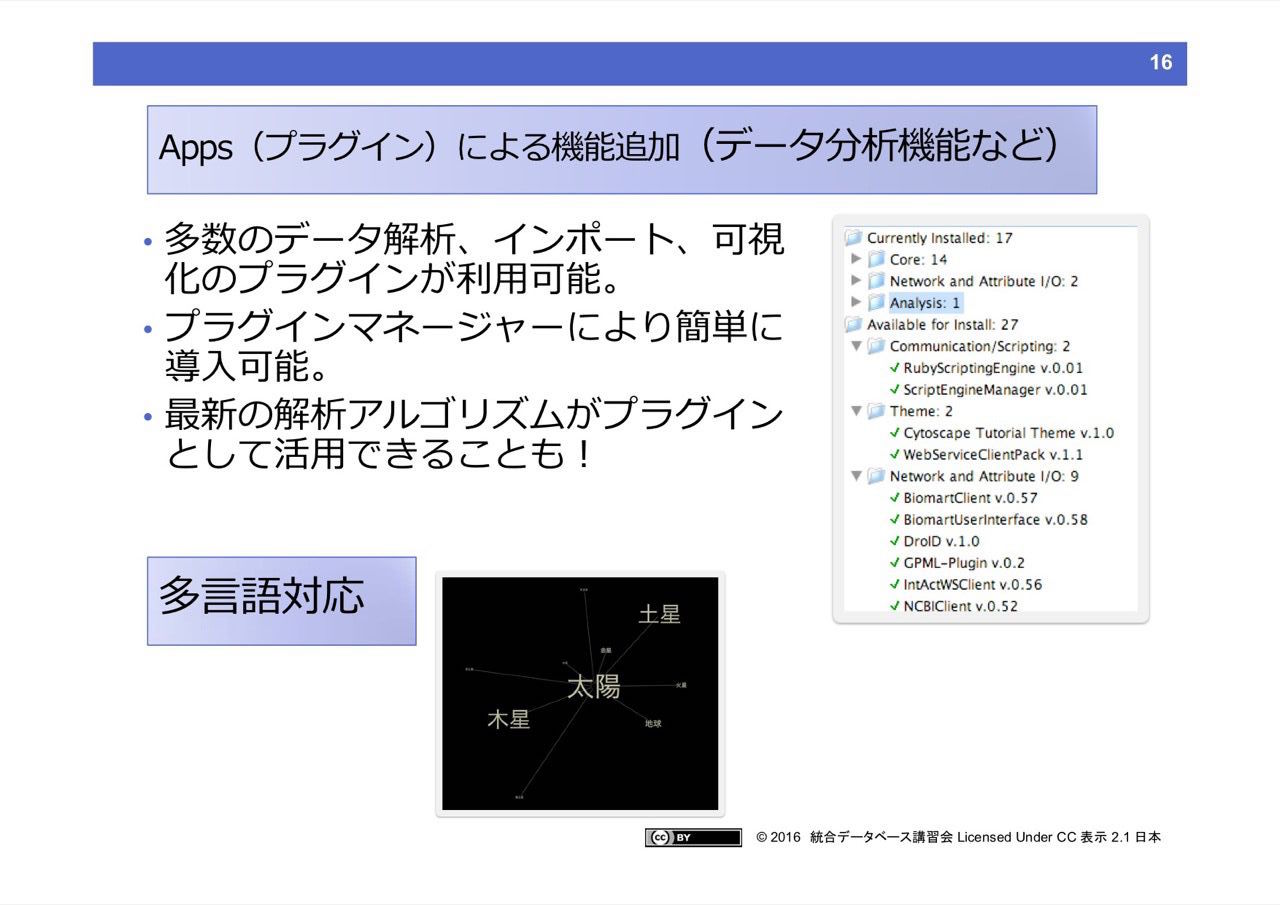 16
Apps（プラグイン）による機能追加（データ分析機能など）
• 多数のデータ解析、インポート、可視
化のプラグインが利用可能。
• プラグインマネージャーにより簡単に
導入可能。
• 最新の解析アルゴリズムがプラグイン
として活用できることも！
Currently Installed: 17
Core: 14
Network and Attribute I/O: 2
Analysis: 1
Available for Install: 27
Communication/Scripting: 2
RubyScriptingEngine v.0.01
ScriptEngineManager v.0.01
Theme: 2
Cytoscape Tutorial Theme v.1.0
WebServiceClientPack v.1.1
Network and Attribute I/O: 9
BiomartClient v.0.57
BiomartUserInterface v.0.58
DroID v.1.0
GPML-Plugin v.0.2
IntActWSClient v.0.56
NCBIClient v.0.52
多言語対応
土星
金星
太陽
火星
木星
地球
cc BY
© 2016 統合データベース講習会 Licensed Under CC 表示 2.1 日本